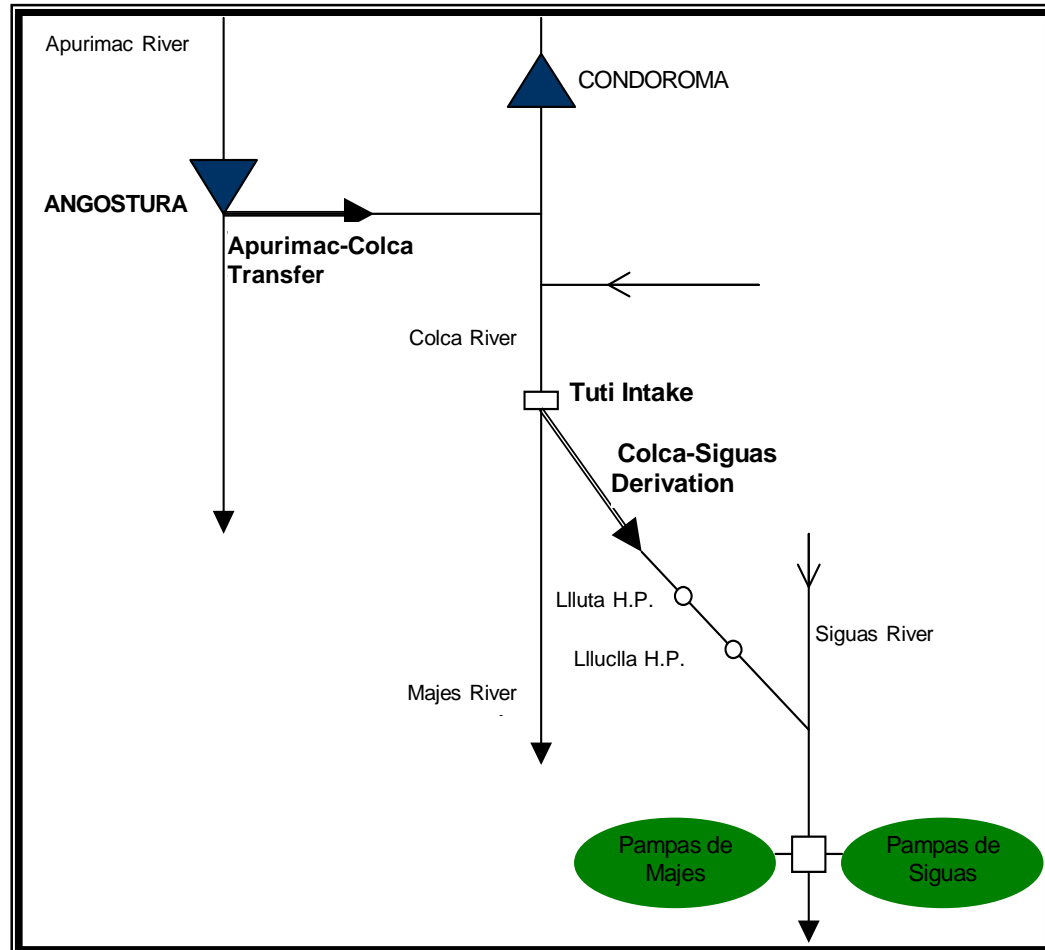 Apurimac River
CONDOROMA
ANGOSTURA
Apurimac-Colca
Transfer
Colca River
Tuti Intake
Colca-Siguas
Derivation
Llluta H.P.
Siguas River
Llluclla H.P.
Majes River
Pampas de
Majes
Pampas de
Siguas